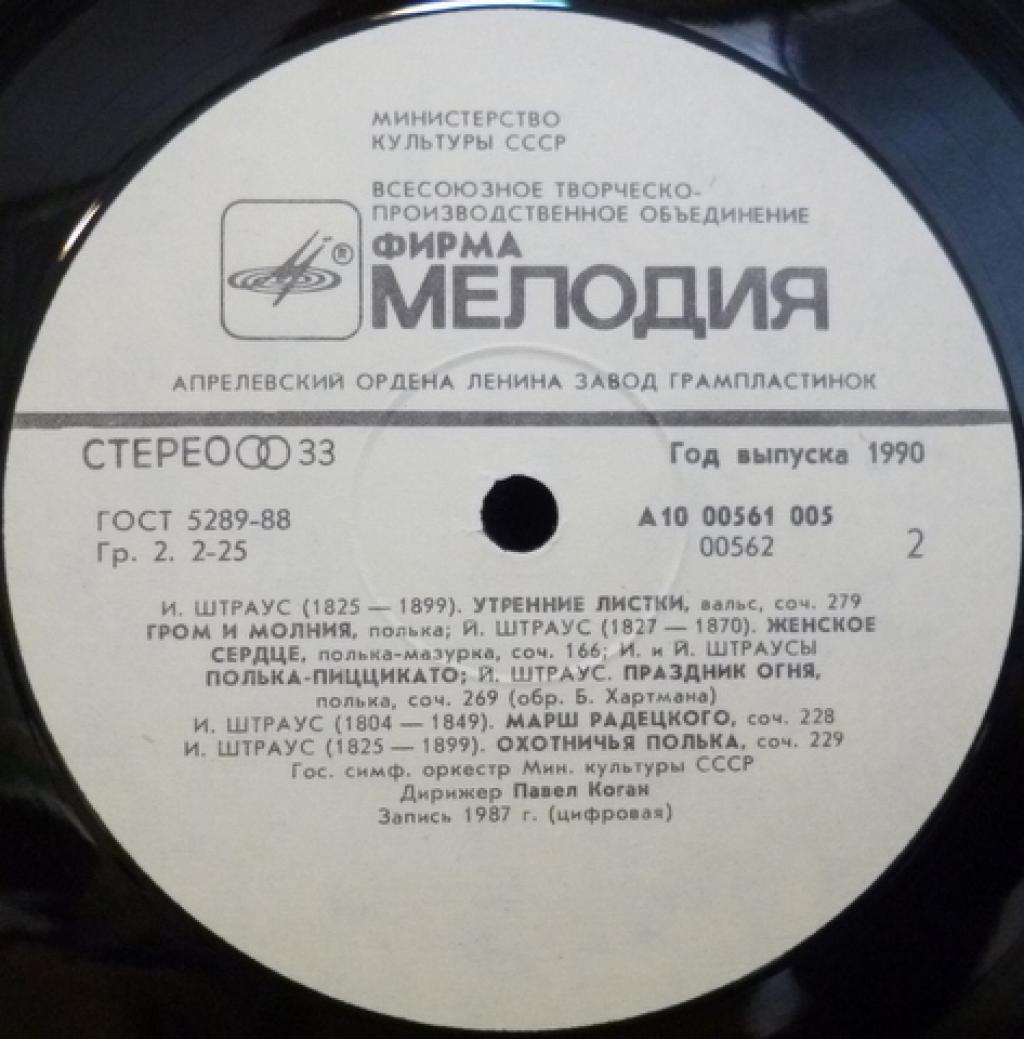 МИНИСТЕРСТВО
КУЛЬТУРЫ СССР
ВСЕСОЮЗНОЕ ТВОРЧЕСКО-
ПРОИЗВОДСТВЕННОЕ ОБЪЕДИНЕНИЕ
ФИРМА
®
МЕЛОДИЯ
АПРЕЛЕВСКИЙ ОРДЕНА ЛЕНИНА ЗАВОД ГРАМПЛАСТИНОК
СТЕРЕО 33
Год выпуска 1990
ГОСТ 5289-88
А10 00561 005
Гр. 2. 2-25
00562
2
И. ШТРАУС (1825 — 1899). УТРЕННИЕ ЛИСТКИ, вальс, соч. 279
ГРОМ И МОЛНИЯ, полька; Й. ШТРАУС (1827 — 1870). ЖЕНСКОЕ
СЕРДЦЕ, полька-мазурка, соч. 166; И. и Й. ШТРАУСЫ
ПОЛЬКА-ПИЦЦИКАТО; Й. ШТРАУС. ПРАЗДНИК ОГНЯ,
полька, соч. 269 (обр. Б. Хартмана)
И. ШТРАУС (1804 — 1849). МАРШ РАДЕЦКОГО, соч. 228
И. ШТРАУС (1825 — 1899). ОХОТНИЧЬЯ ПОЛЬКА, соч. 229
Гос. симф. оркестр Мин. культуры СССР
Дирижер Павел Коган
Запись 1987 г. (цифровая)